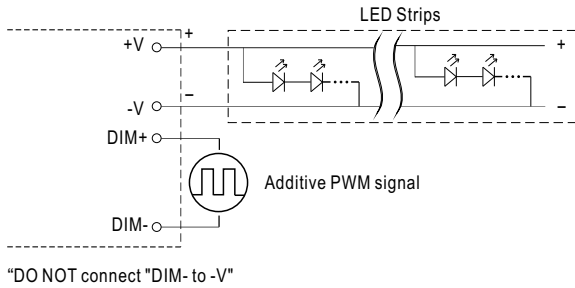 LED Strips
+V + +
-V – –
DIM+
Additive PWM signal
DIM-
“DO NOT connect "DIM- to -V"